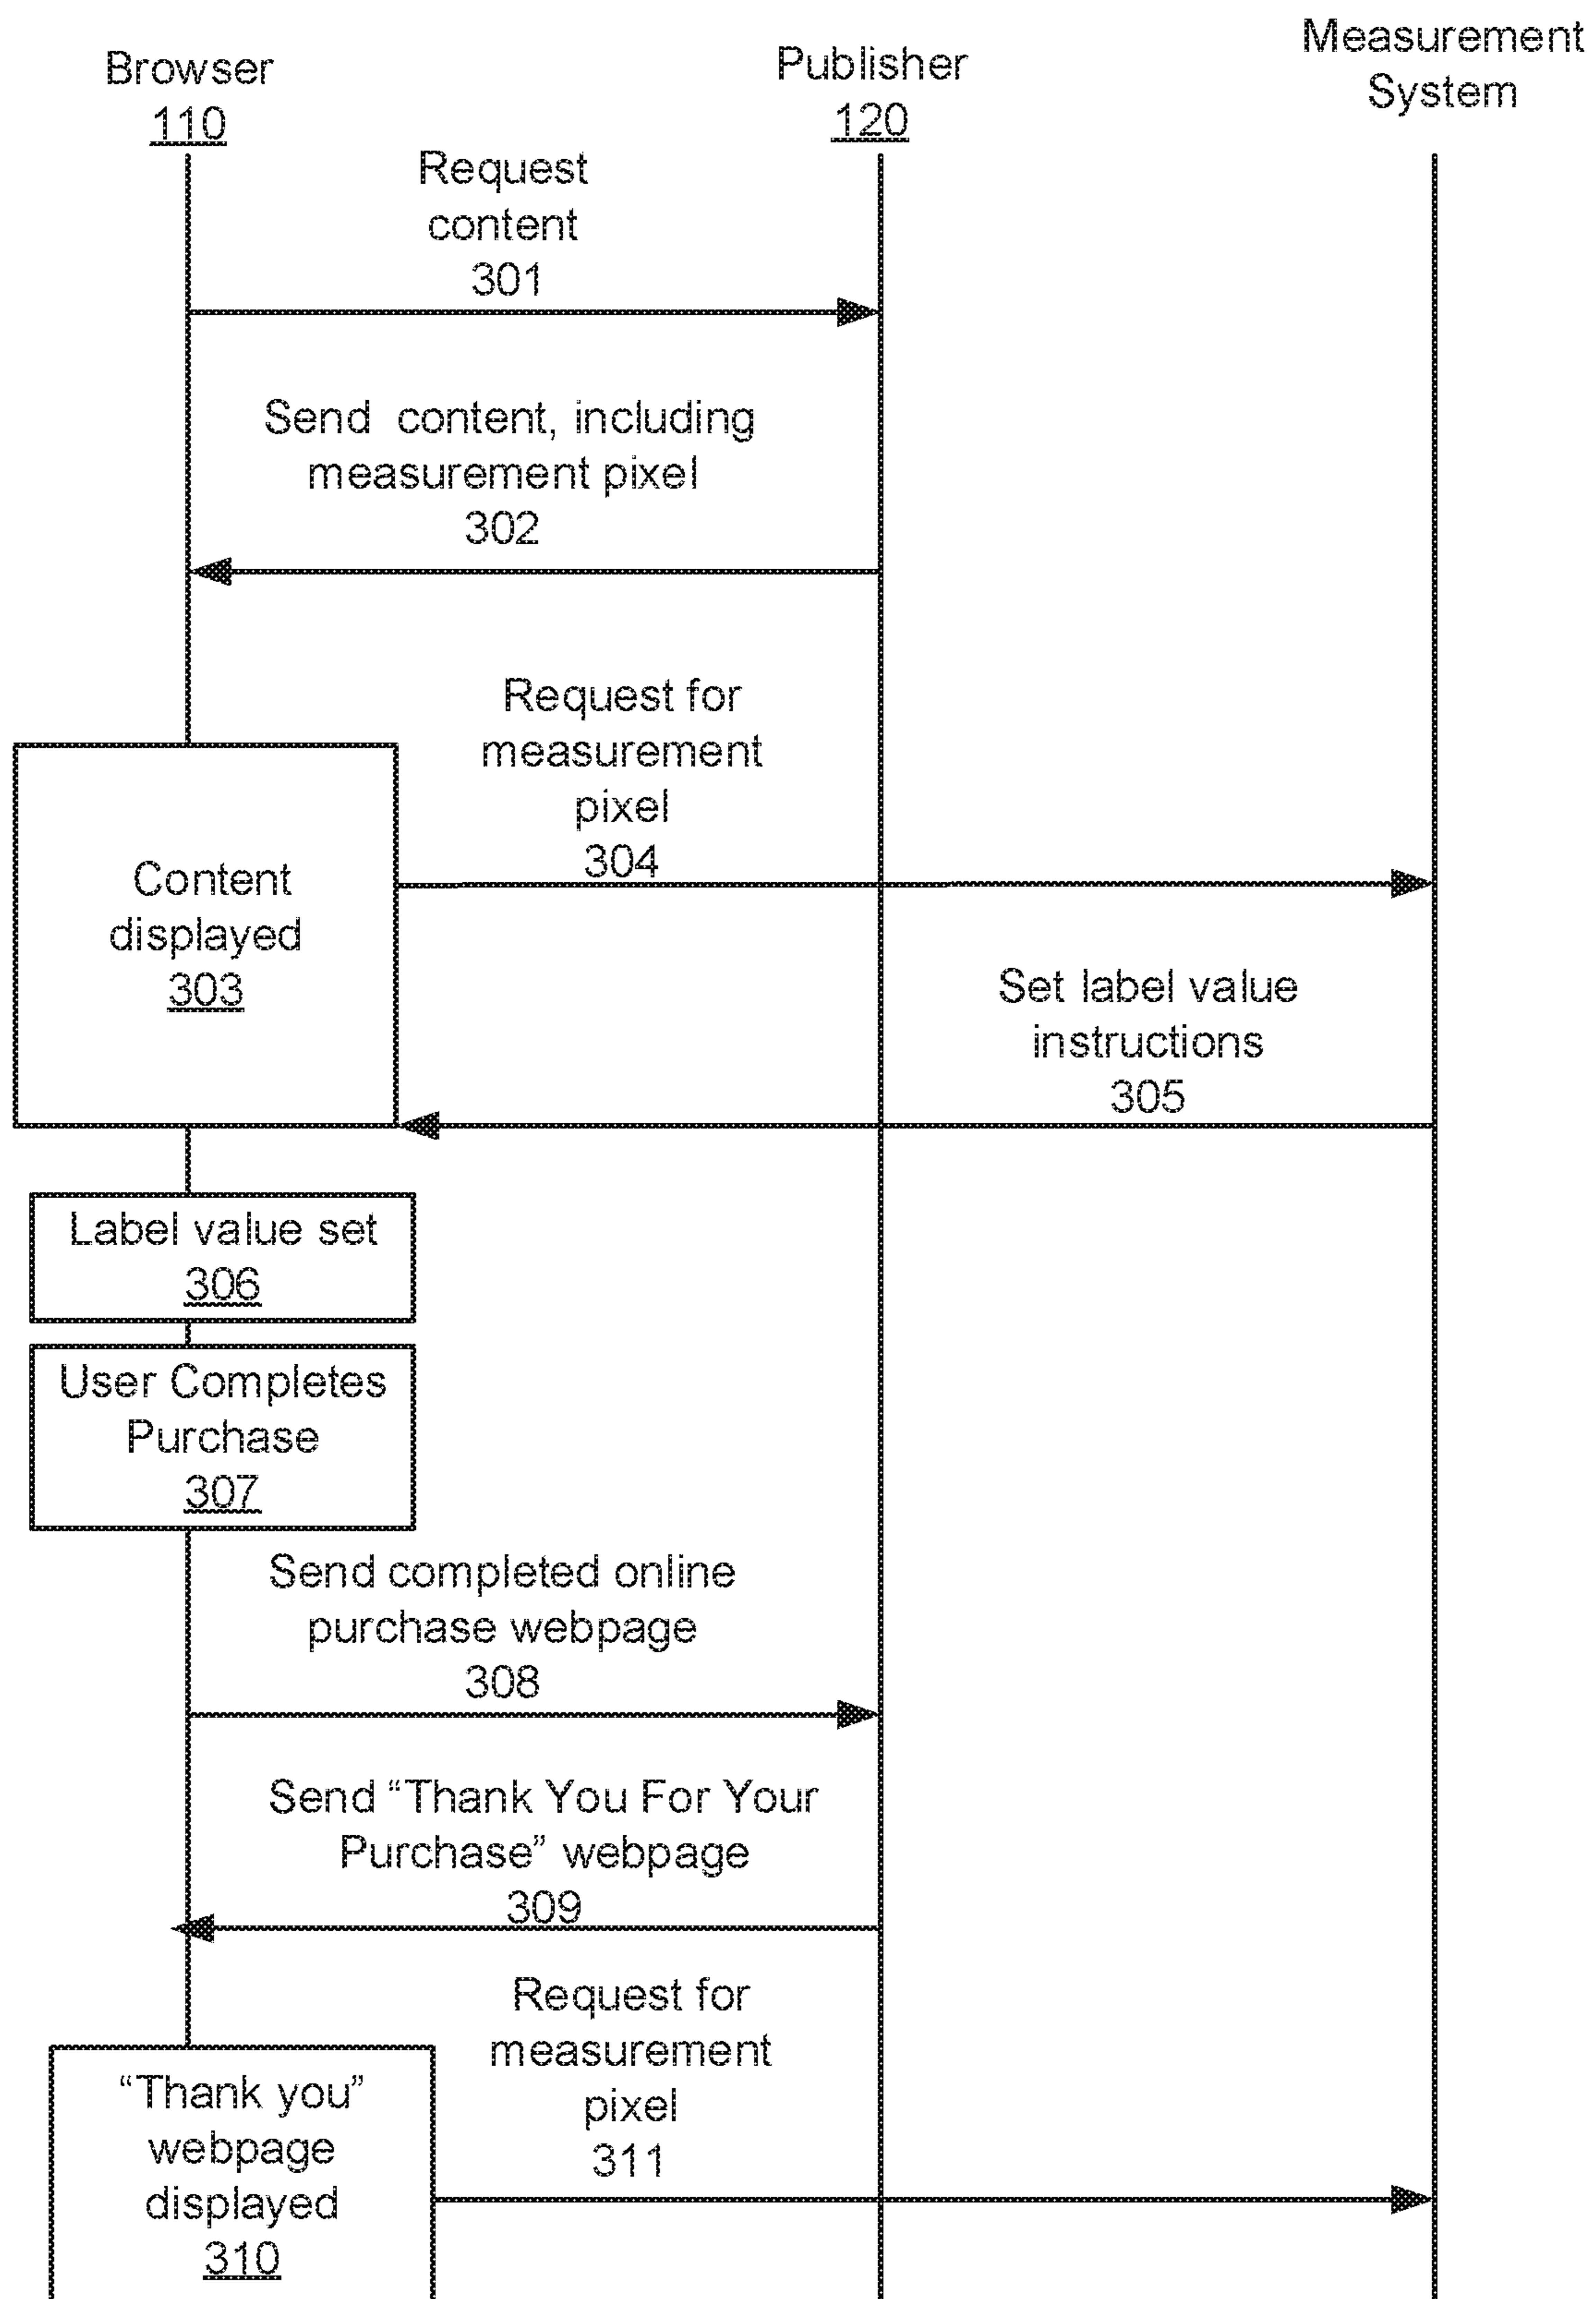 Browser
110
Publisher
120
Measurement
System
Request
content
301
Send content, including
measurement pixel
302
Request for
measurement
pixel
304
Content
displayed
303
Set label value
instructions
305
Label value set
306
User Completes
Purchase
307
Send completed online
purchase webpage
308
Send “Thank You For Your
Purchase” webpage
309
Request for
measurement
pixel
311
“Thank you”
webpage
displayed
310